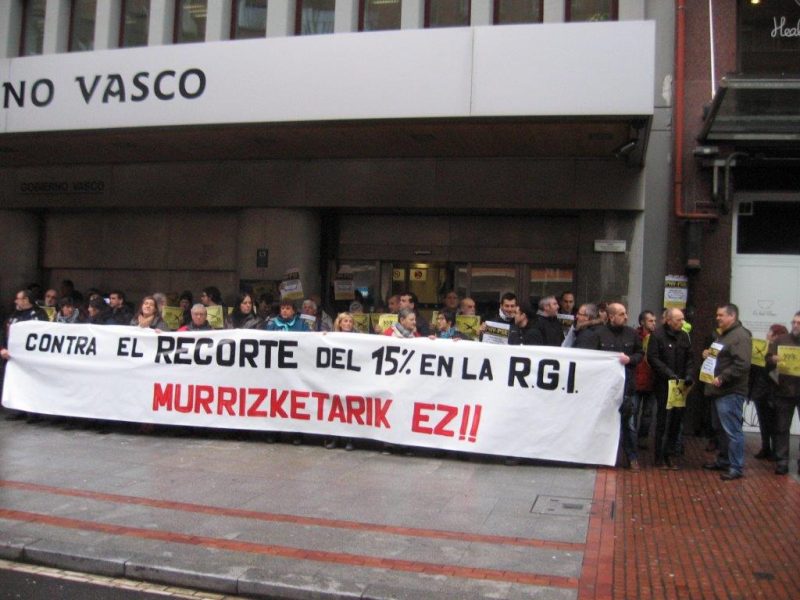 NO VASCO
GOBIERNO VASCO
CONTRA EL RECORTE DEL 15% EN LA R.G.I.
MURRIZKETARIK EZ!!